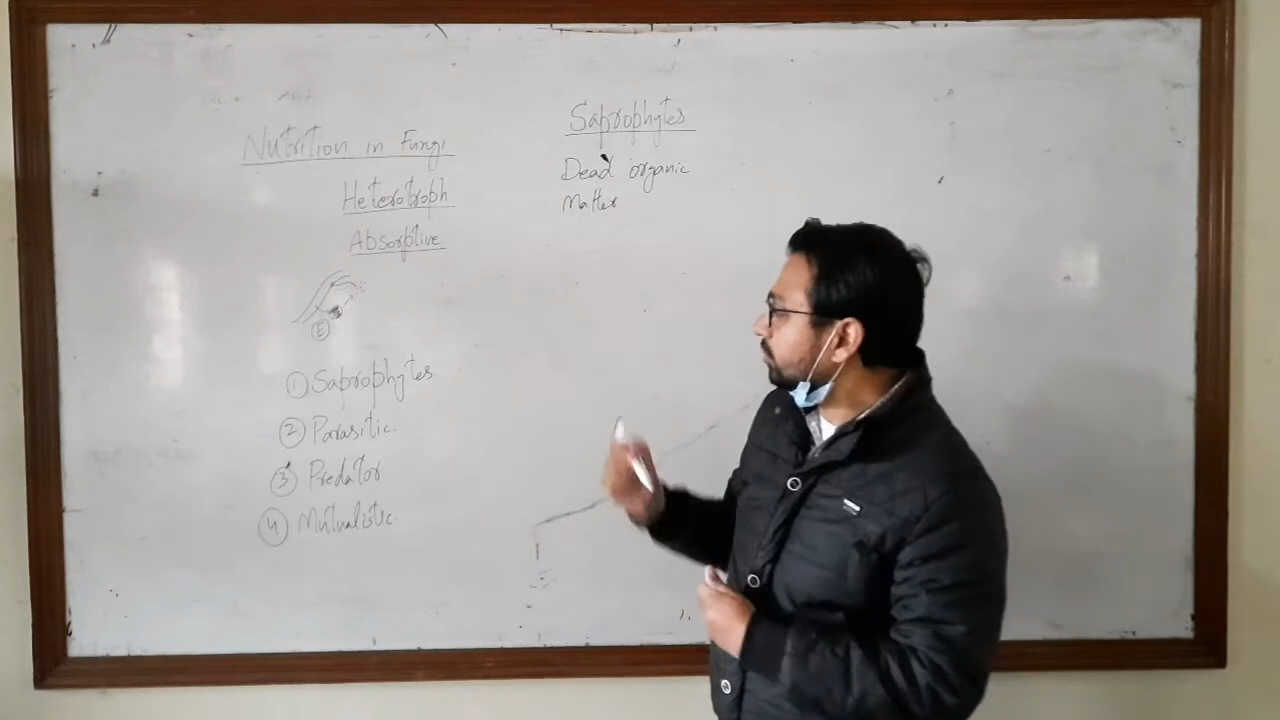 Nutrition in Fungi
Heterotroph
Absorptive
E
1 Saprophytes
2 Parasitic.
3 Predator
4 Mutualistic.
Saprophytes
Dead organic
Matter